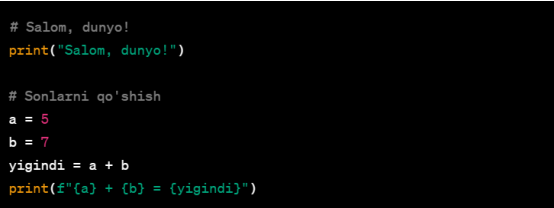 # Salom, dunyo!
print("Salom, dunyo!")
# Sonlarni qo'shish
a = 5
b = 7
yigindi = a + b
print(f"{a} + {b} = {yigindi}")